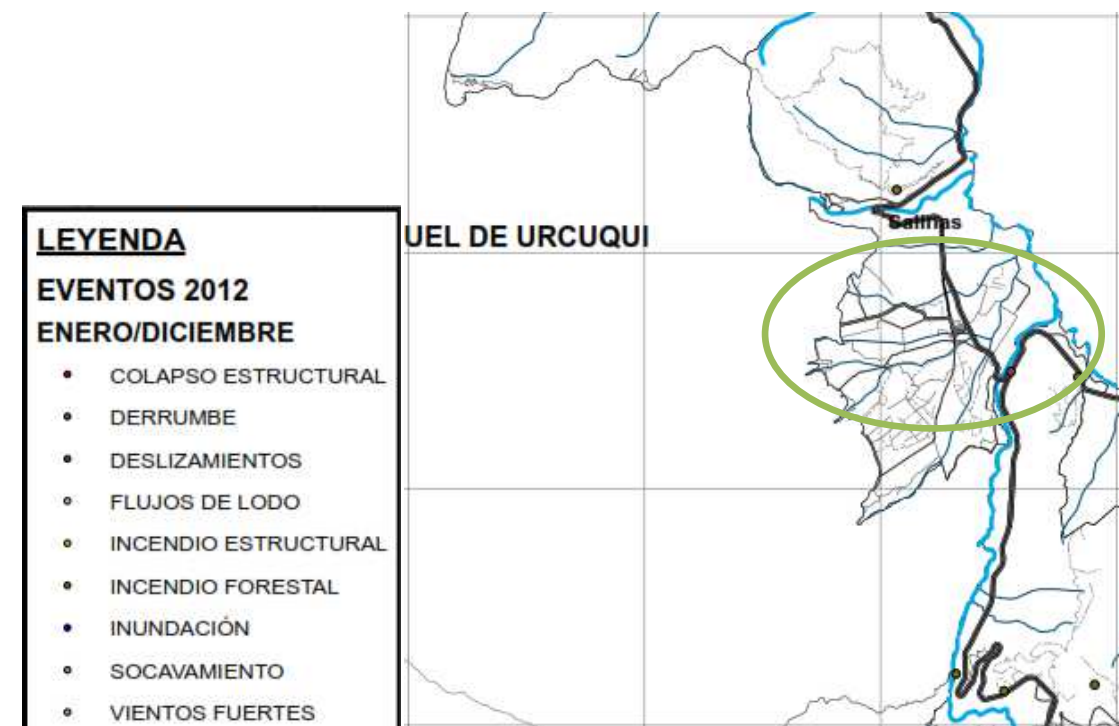 LEYENDA
EVENTOS 2012
ENERO/DICIEMBRE
COLAPSO ESTRUCTURAL
DERRUMBE
DESLIZAMIENTOS
FLUJOS DE LODO
INCENDIO ESTRUCTURAL
INCENDIO FORESTAL
INUNDACIÓN
SOCAVAMIENTO
VIENTOS FUERTES
UEL DE URCUQUI
Salinas